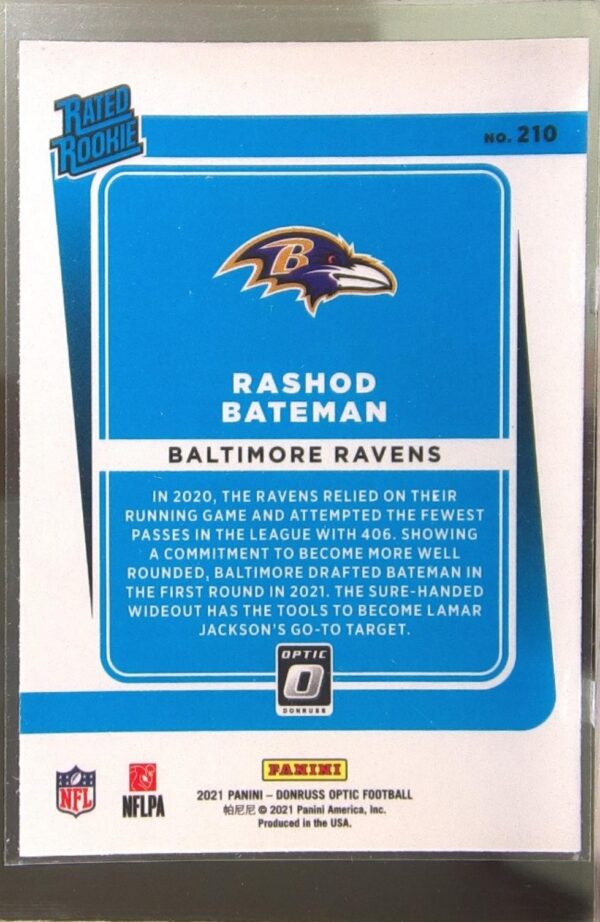 RATED
ROOKIE
NO. 210
B
RASHOD
BATEMAN
BALTIMORE RAVENS
IN 2020, THE RAVENS RELIED ON THEIR
RUNNING GAME AND ATTEMPTED THE FEWEST
PASSES IN THE LEAGUE WITH 406. SHOWING
A COMMITMENT TO BECOME MORE WELL
ROUNDED, BALTIMORE DRAFTED BATEMAN IN
THE FIRST ROUND IN 2021. THE SURE-HANDED
WIDEOUT HAS THE TOOLS TO BECOME LAMAR
JACKSON'S GO-TO TARGET.
OPTIC
O
DONRUSS
PANINI
NFL
NFLPA
2021 PANINI – DONRUSS OPTIC FOOTBALL
帕尼尼 © 2021 Panini America, Inc.
Produced in the USA.